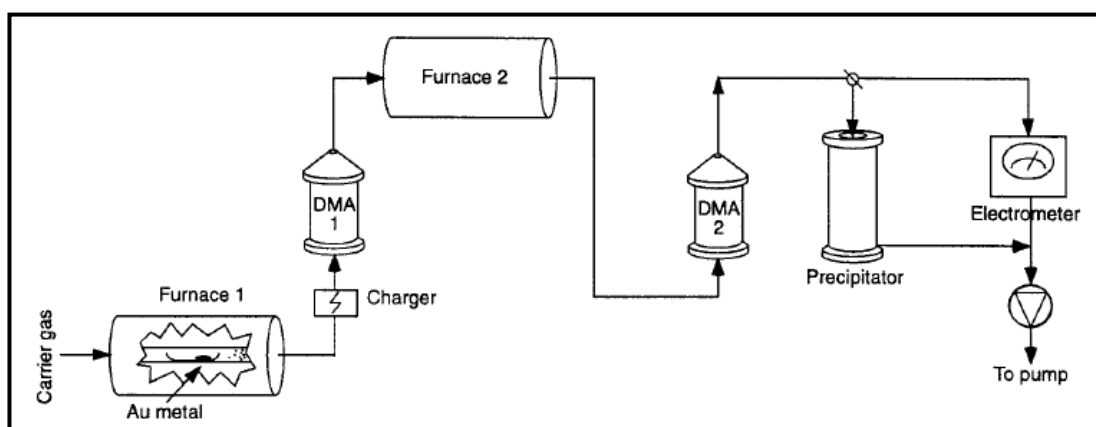 Furnace 2
DMA
1
DMA
2
Electrometer
Precipitator
Furnace 1
Charger
Carrier gas
Au metal
To pump